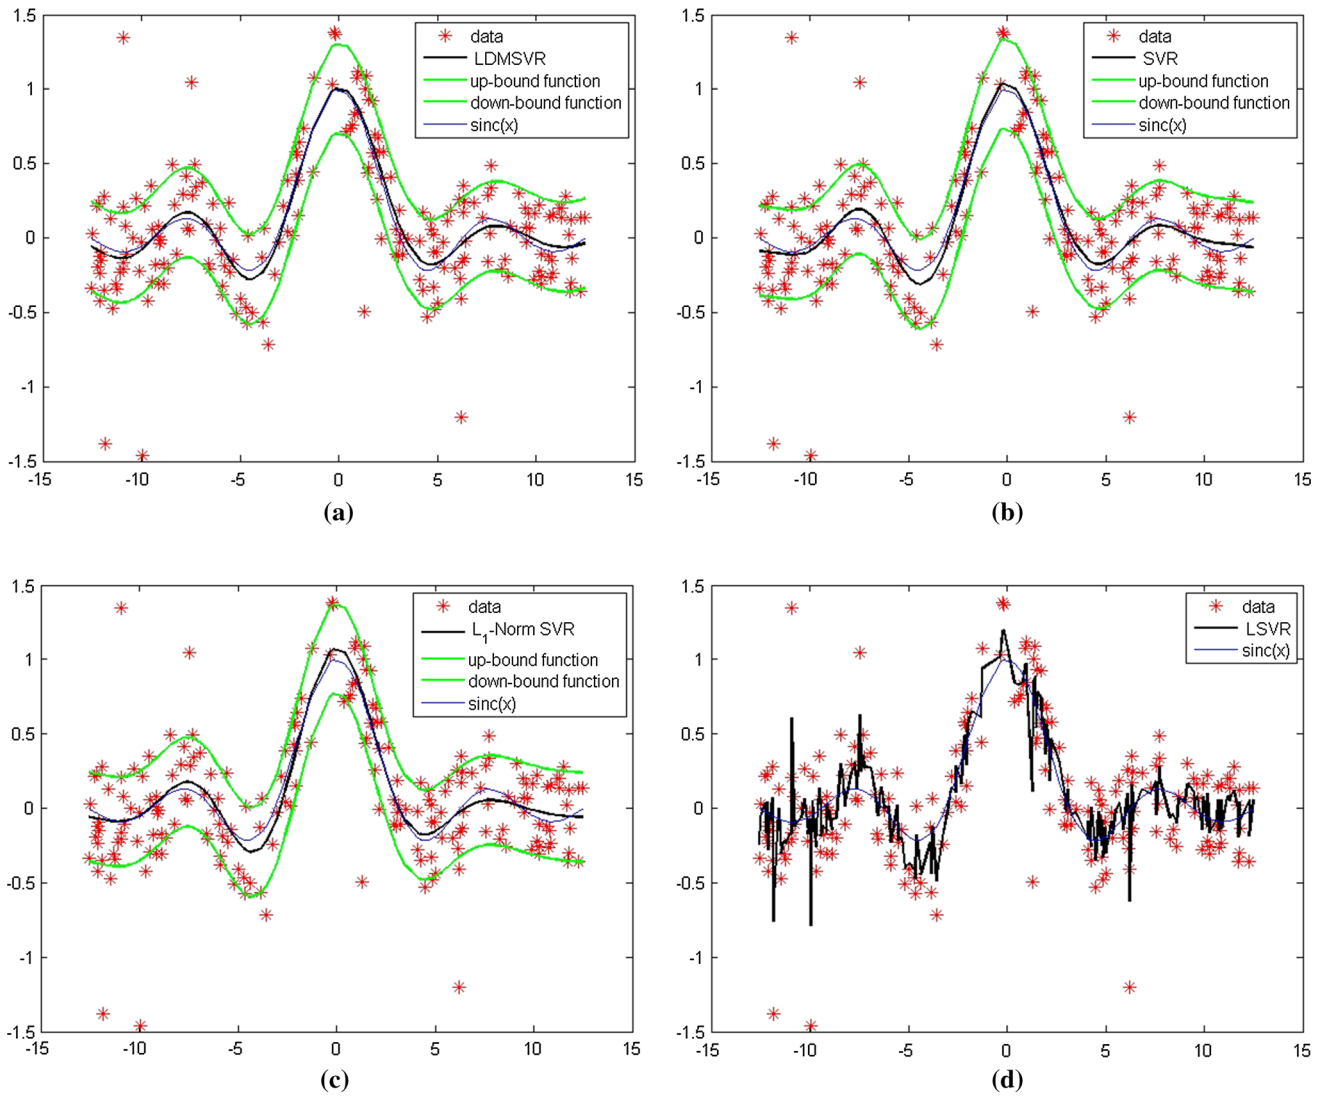 1.5
1
0.5
0
-0.5
-1
-1.5
-15 -10 -5 0 5 10 15
data
LDMSVR
up-bound function
down-bound function
sinc(x)
(a)
1.5
1
0.5
0
-0.5
-1
-1.5
-15 -10 -5 0 5 10 15
data
SVR
up-bound function
down-bound function
sinc(x)
(b)
1.5
1
0.5
0
-0.5
-1
-1.5
-15 -10 -5 0 5 10 15
data
L1-Norm SVR
up-bound function
down-bound function
sinc(x)
(c)
1.5
1
0.5
0
-0.5
-1
-1.5
-15 -10 -5 0 5 10 15
data
LSVR
sinc(x)
(d)